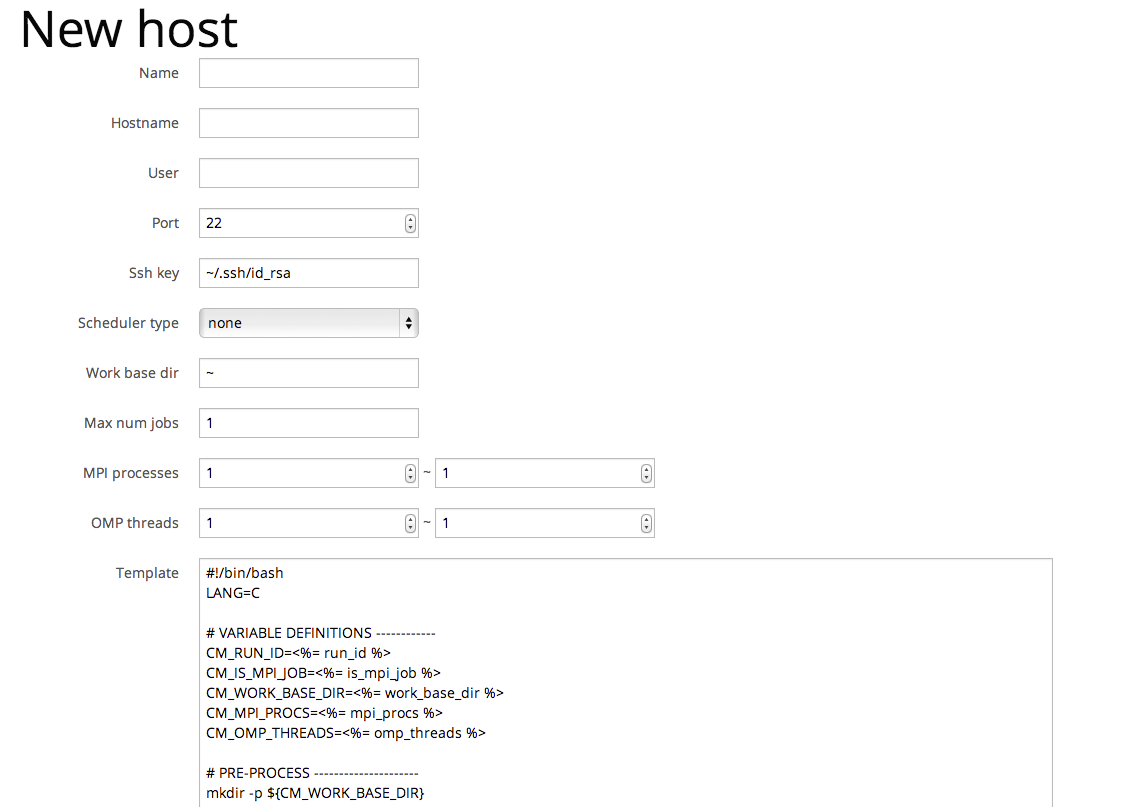 New host
Name
Hostname
User
Port 22
Ssh key ~/.ssh/id_rsa
Scheduler type none
Work base dir ~
Max num jobs 1
MPI processes 1 ~ 1
OMP threads 1 ~ 1
Template #!/bin/bash
LANG=C
# VARIABLE DEFINITIONS ------------
CM_RUN_ID=<%= run_id %>
CM_IS_MPI_JOB=<%= is_mpi_job %>
CM_WORK_BASE_DIR=<%= work_base_dir %>
CM_MPI_PROCS=<%= mpi_procs %>
CM_OMP_THREADS=<%= omp_threads %>
# PRE-PROCESS ---------------------
mkdir -p ${CM_WORK_BASE_DIR}